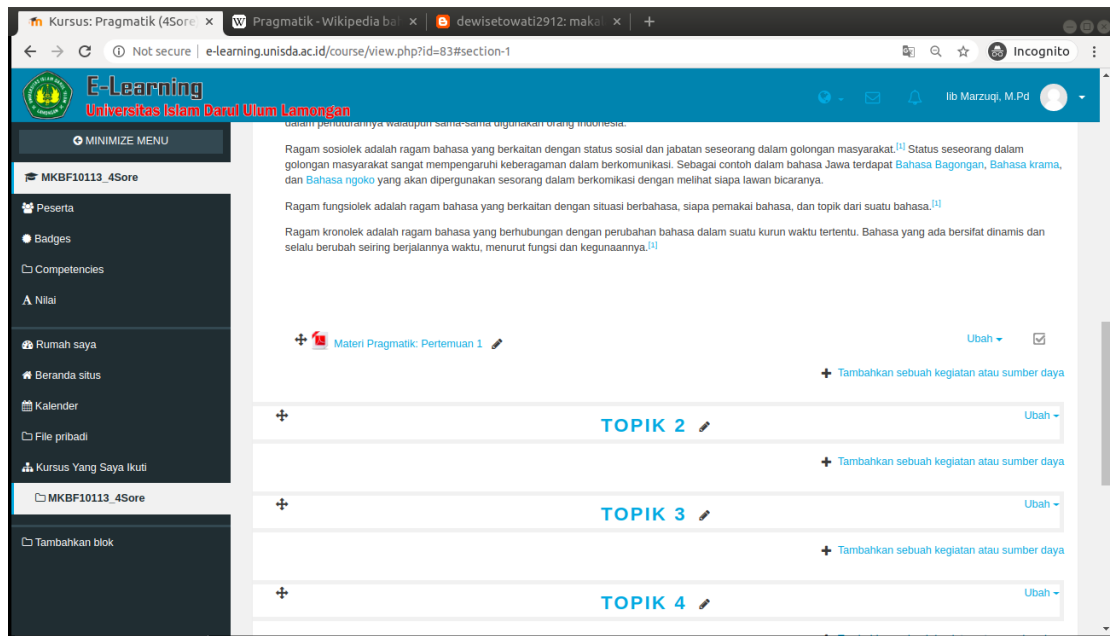 Kursus: Pragmatik (4Sore
Pragmatik - Wikipedia bah
dewisetowati2912: makal
Not secure | e-learning.unisda.ac.id/course/view.php?id=83#section-1
Incognito
E-Learning
Universitas Islam Darul Ulum Lamongan
Iib Marzuqi, M.Pd
MINIMIZE MENU
MKBF10113_4Sore
Peserta
Badges
Competencies
Nilai
Rumah saya
Beranda situs
Kalender
File pribadi
Kursus Yang Saya Ikuti
MKBF10113_4Sore
Tambahkan blok
dalam penuturannya walaupun sama-sama digunakan orang Indonesia.
Ragam sosiolek adalah ragam bahasa yang berkaitan dengan status sosial dan jabatan seseorang dalam golongan masyarakat.[1] Status seseorang dalam
golongan masyarakat sangat mempengaruhi keberagaman dalam berkomunikasi. Sebagai contoh dalam bahasa Jawa terdapat Bahasa Bagongan, Bahasa krama,
dan Bahasa ngoko yang akan dipergunakan sesorang dalam berkomikasi dengan melihat siapa lawan bicaranya.
Ragam fungsiolek adalah ragam bahasa yang berkaitan dengan situasi berbahasa, siapa pemakai bahasa, dan topik dari suatu bahasa.[1]
Ragam kronolek adalah ragam bahasa yang berhubungan dengan perubahan bahasa dalam suatu kurun waktu tertentu. Bahasa yang ada bersifat dinamis dan
selalu berubah seiring berjalannya waktu, menurut fungsi dan kegunaannya.[1]
Materi Pragmatik: Pertemuan 1
Ubah
Tambahkan sebuah kegiatan atau sumber daya
TOPIK 2
Ubah
Tambahkan sebuah kegiatan atau sumber daya
TOPIK 3
Ubah
Tambahkan sebuah kegiatan atau sumber daya
TOPIK 4
Ubah